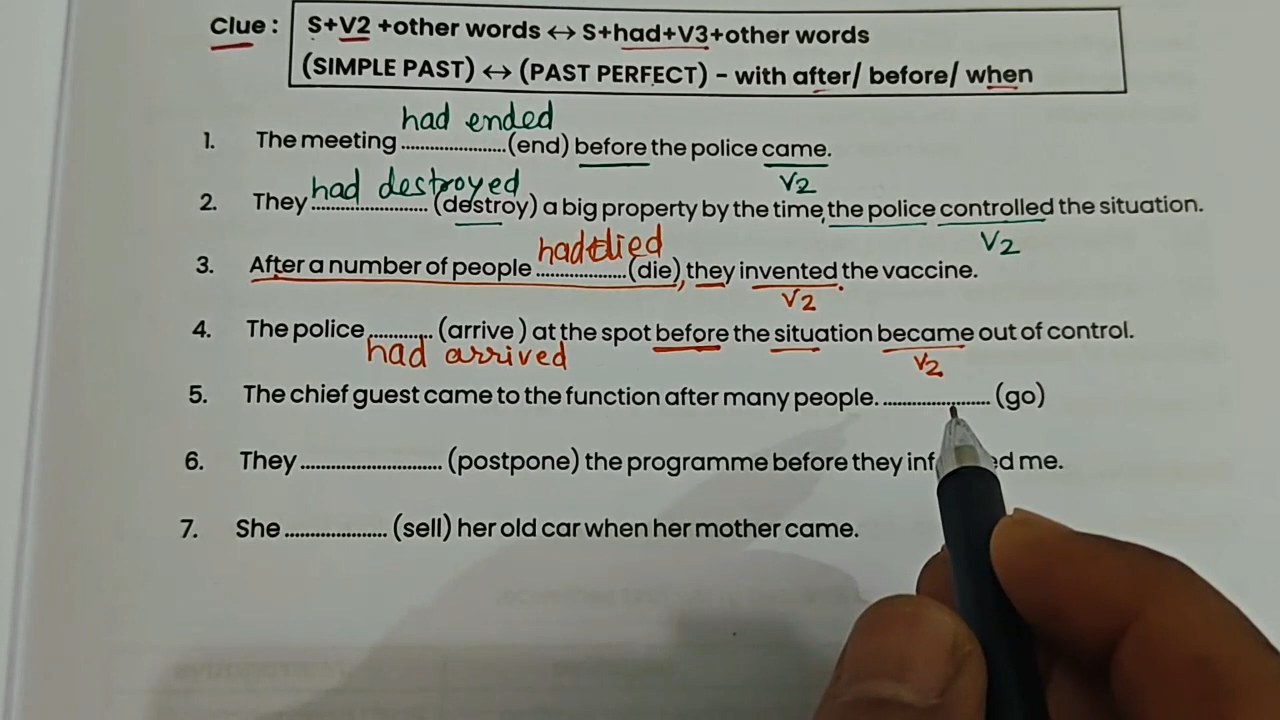 Clue : S+V2 +other words ↔ S+had+V3+other words
(SIMPLE PAST) ↔ (PAST PERFECT) - with after/ before/ when
had ended
1. The meeting ......................(end) before the police came.
V2
had destroyed
2. They ......................... (destroy) a big property by the time, the police controlled the situation.
V2
had died
3. After a number of people ....................(die), they invented the vaccine.
V2
4. The police ............. (arrive) at the spot before the situation became out of control.
had arrived
V2
5. The chief guest came to the function after many people. ....................... (go)
6. They .............................. (postpone) the programme before they me.
7. She ...................... (sell) her old car when her mother came.